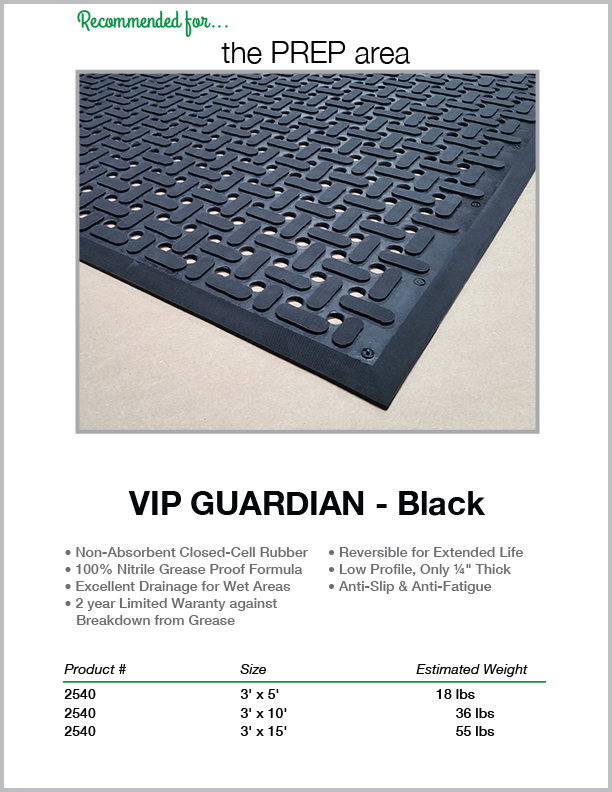 Recommended for...
the PREP area
VIP GUARDIAN - Black
• Non-Absorbent Closed-Cell Rubber
• 100% Nitrile Grease Proof Formula
• Excellent Drainage for Wet Areas
• 2 year Limited Waranty against
Breakdown from Grease
• Reversible for Extended Life
• Low Profile, Only ¼" Thick
• Anti-Slip & Anti-Fatigue
Product # Size Estimated Weight
2540 3' x 5' 18 lbs
2540 3' x 10' 36 lbs
2540 3' x 15' 55 lbs